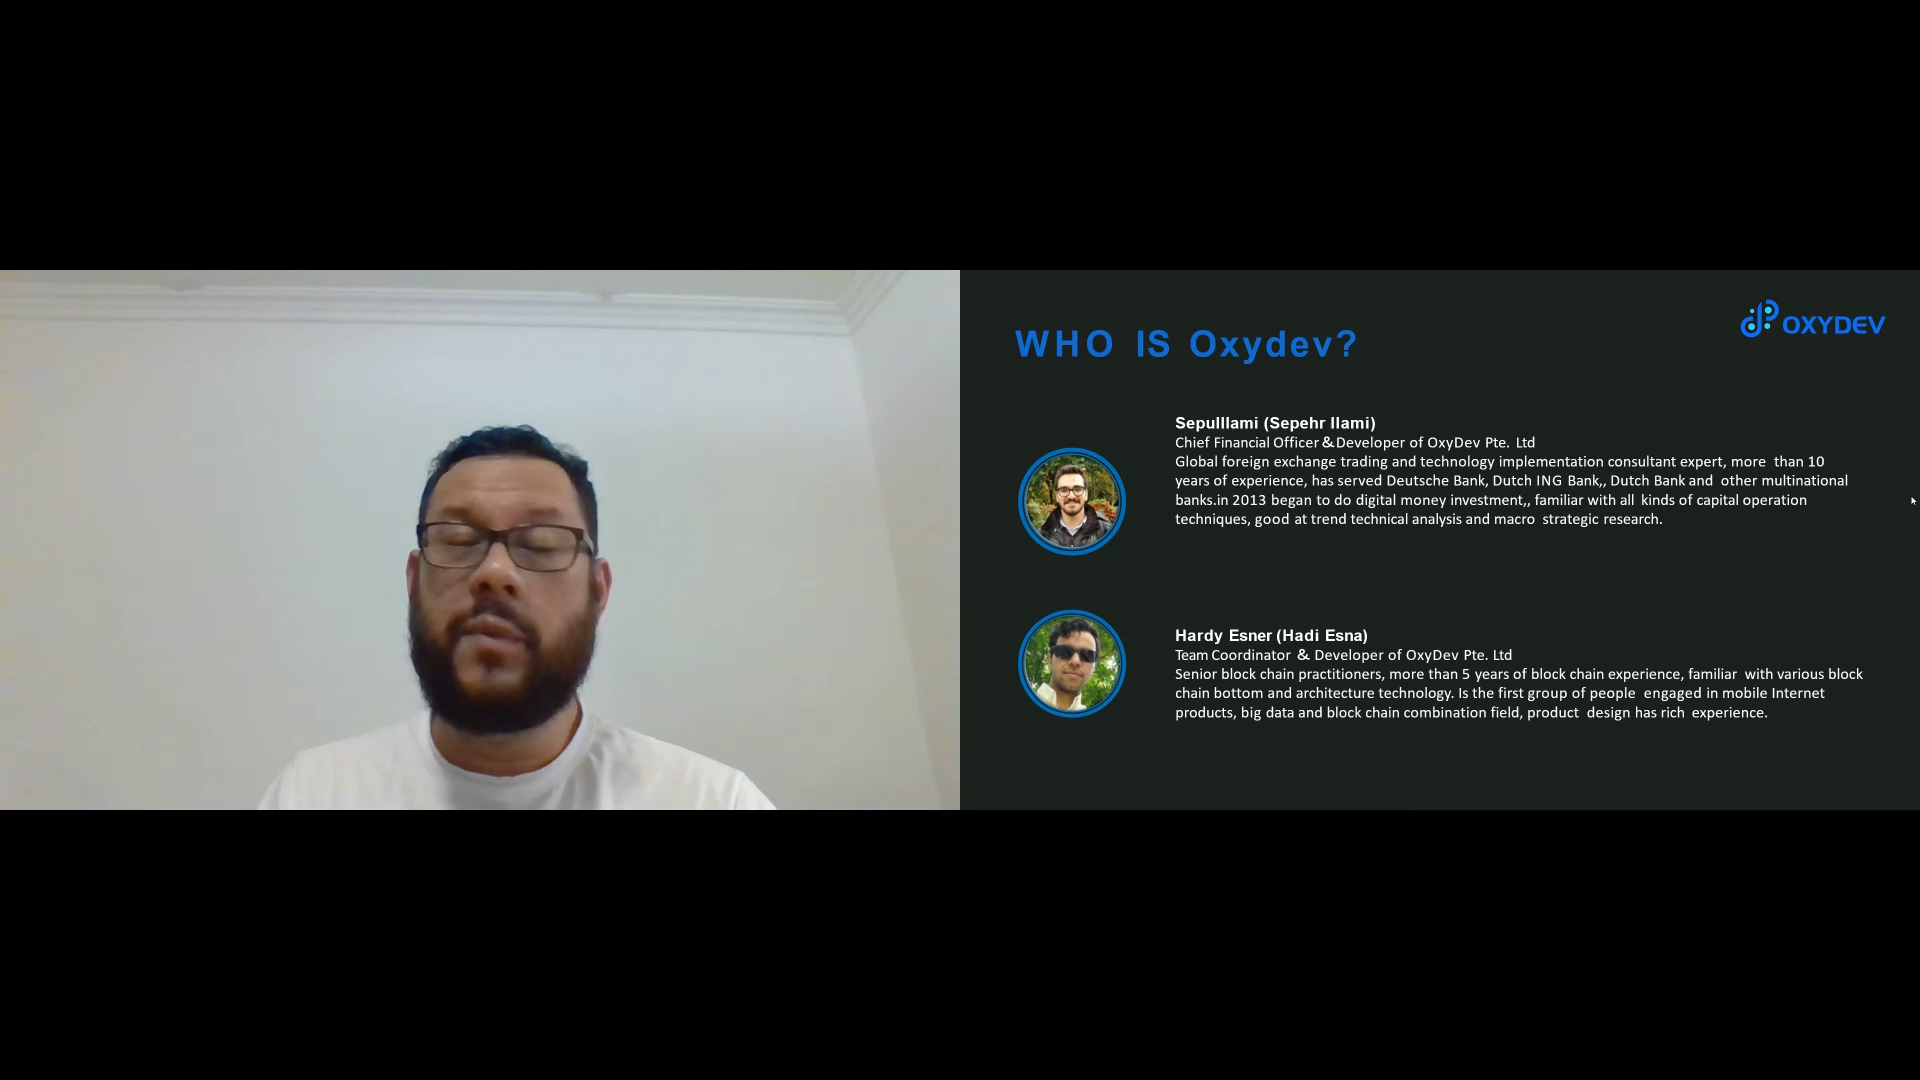 WHO IS Oxydev?
OXYDEV
Sepulllami (Sepehr Ilami)
Chief Financial Officer & Developer of OxyDev Pte. Ltd
Global foreign exchange trading and technology implementation consultant expert, more than 10
years of experience, has served Deutsche Bank, Dutch ING Bank,, Dutch Bank and other multinational
banks.in 2013 began to do digital money investment,, familiar with all kinds of capital operation
techniques, good at trend technical analysis and macro strategic research.
Hardy Esner (Hadi Esna)
Team Coordinator & Developer of OxyDev Pte. Ltd
Senior block chain practitioners, more than 5 years of block chain experience, familiar with various block
chain bottom and architecture technology. Is the first group of people engaged in mobile Internet
products, big data and block chain combination field, product design has rich experience.